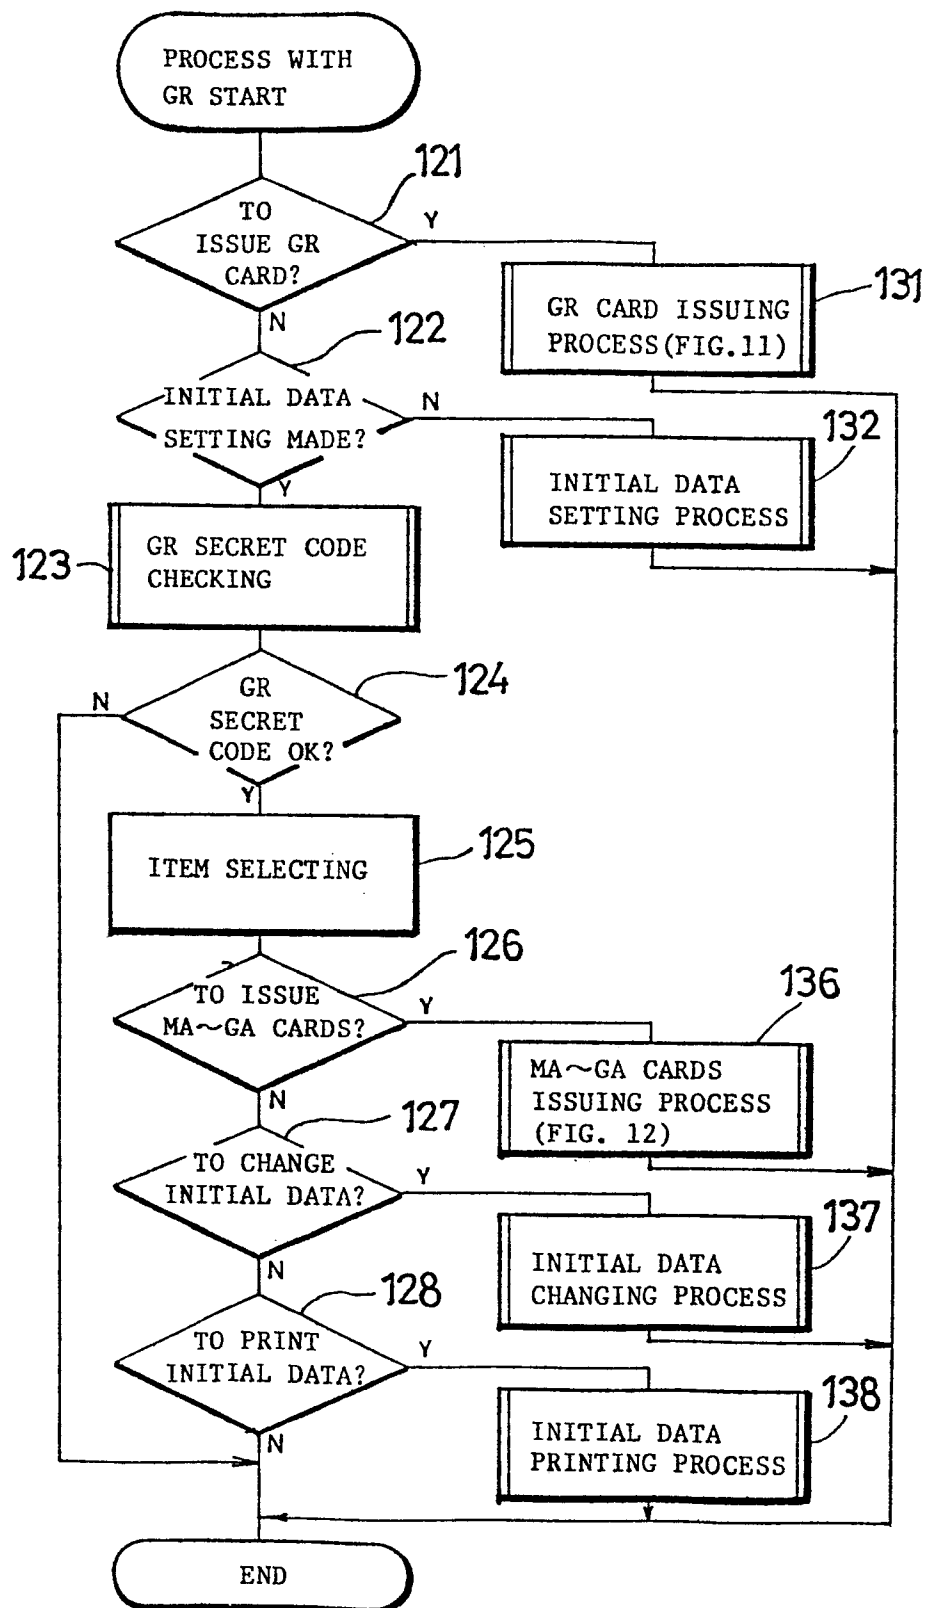 PROCESS WITH
GR START
121
TO
ISSUE GR
CARD?
Y
N
131
GR CARD ISSUING
PROCESS(FIG.11)
122
INITIAL DATA
SETTING MADE?
N
Y
132
INITIAL DATA
SETTING PROCESS
123
GR SECRET CODE
CHECKING
124
GR
SECRET
CODE OK?
N
Y
125
ITEM SELECTING
126
TO ISSUE
MA～GA CARDS?
Y
N
136
MA～GA CARDS
ISSUING PROCESS
(FIG. 12)
127
TO CHANGE
INITIAL DATA?
Y
N
137
INITIAL DATA
CHANGING PROCESS
128
TO PRINT
INITIAL DATA?
Y
N
138
INITIAL DATA
PRINTING PROCESS
END